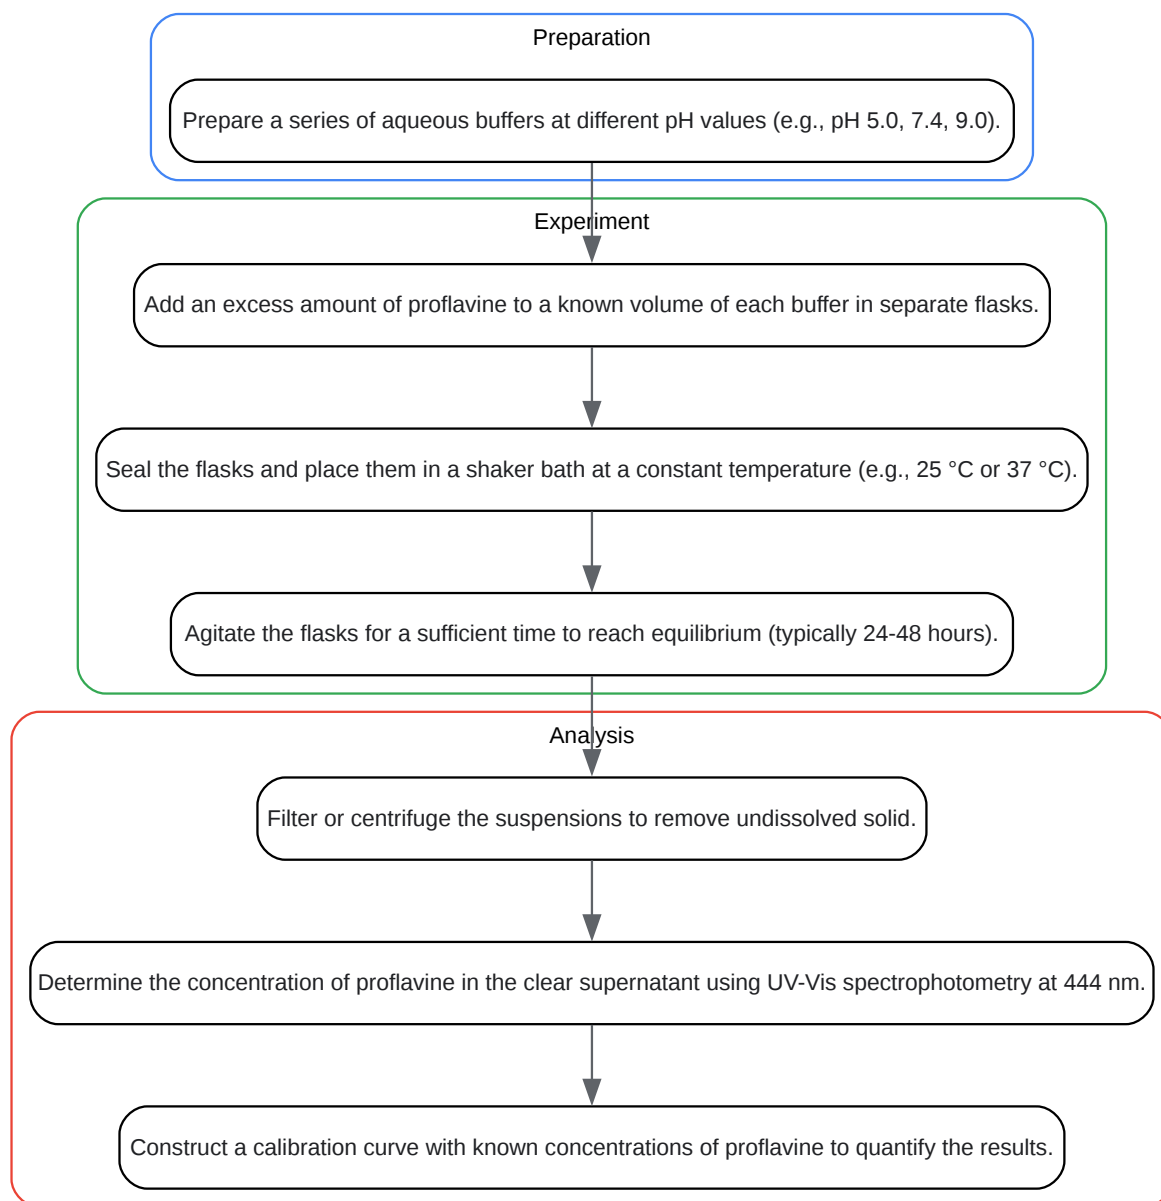 Preparation
Prepare a series of aqueous buffers at different pH values (e.g., pH 5.0, 7.4, 9.0).
Experiment
Add an excess amount of proflavine to a known volume of each buffer in separate flasks.
Seal the flasks and place them in a shaker bath at a constant temperature (e.g., 25 °C or 37 °C).
Agitate the flasks for a sufficient time to reach equilibrium (typically 24-48 hours).
Analysis
Filter or centrifuge the suspensions to remove undissolved solid.
Determine the concentration of proflavine in the clear supernatant using UV-Vis spectrophotometry at 444 nm.
Construct a calibration curve with known concentrations of proflavine to quantify the results.